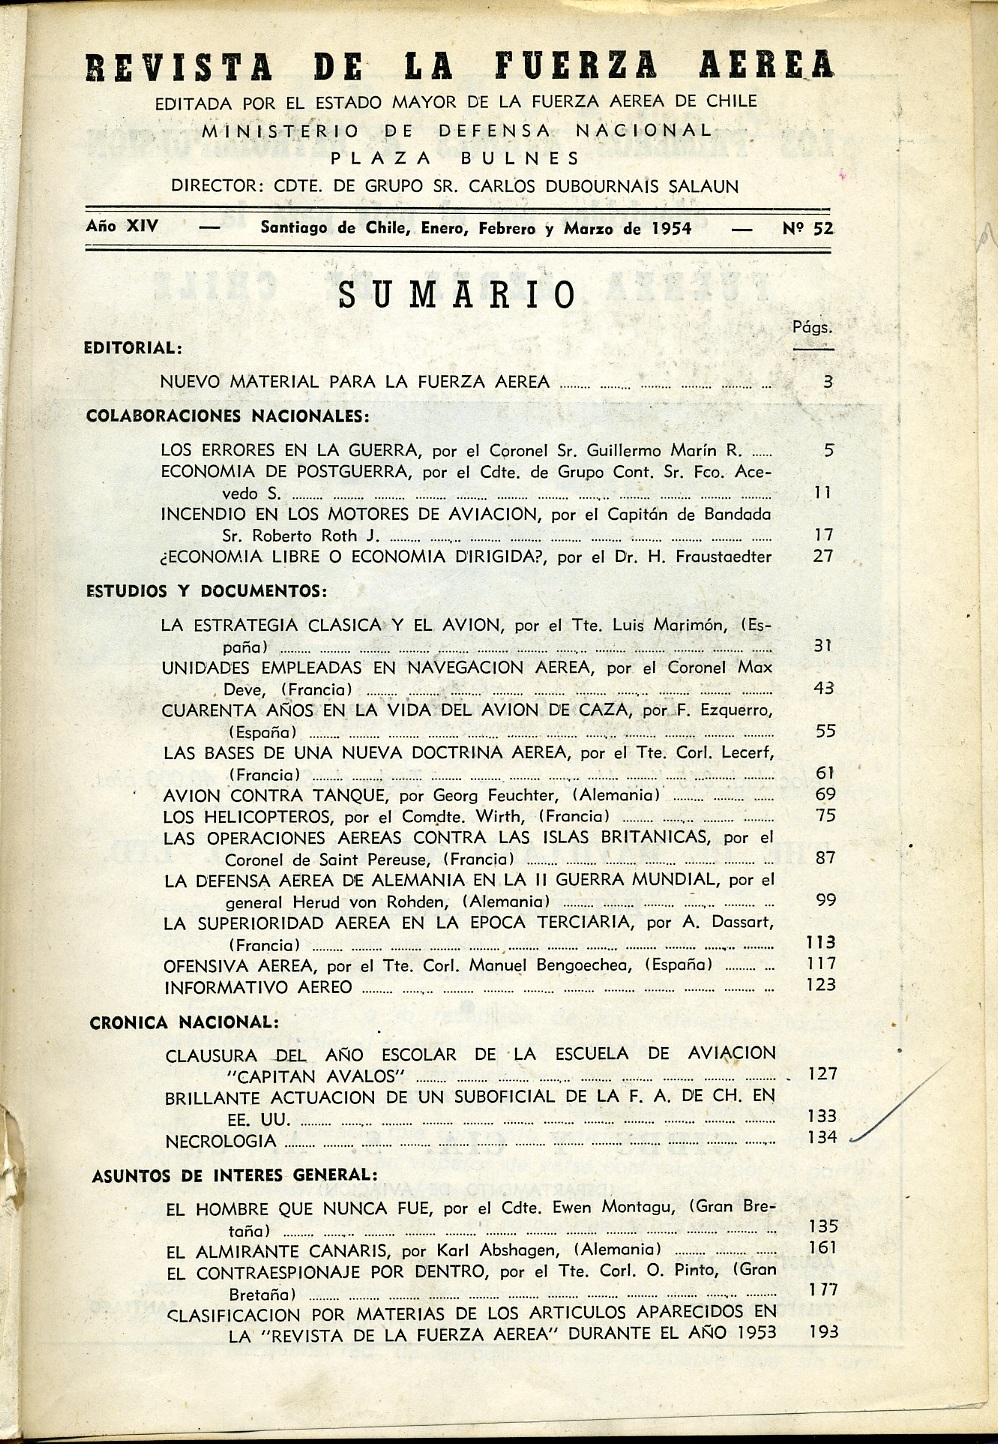 REVISTA DE LA FUERZA AEREA
EDITADA POR EL ESTADO MAYOR DE LA FUERZA AEREA DE CHILE
MINISTERIO DE DEFENSA NACIONAL
PLAZA BULNES
DIRECTOR: CDTE. DE GRUPO SR. CARLOS DUBOURNAIS SALAUN
Año XIV — Santiago de Chile, Enero, Febrero y Marzo de 1954 — Nº 52
SUMARIO
Págs.
EDITORIAL:
NUEVO MATERIAL PARA LA FUERZA AEREA ........ ........ ........ ........ ........ ... 3
COLABORACIONES NACIONALES:
LOS ERRORES EN LA GUERRA, por el Coronel Sr. Guillermo Marín R. ...... 5
ECONOMIA DE POSTGUERRA, por el Cdte. de Grupo Cont. Sr. Fco. Ace-
vedo S. ........ ........ ........ ........ ........ ........ ........ ........ ........ ........ 11
INCENDIO EN LOS MOTORES DE AVIACION, por el Capitán de Bandada
Sr. Roberto Roth J. ........ ........ ........ ........ ........ ........ ........ ...... 17
¿ECONOMIA LIBRE O ECONOMIA DIRIGIDA?, por el Dr. H. Fraustaedter 27
ESTUDIOS Y DOCUMENTOS:
LA ESTRATEGIA CLASICA Y EL AVION, por el Tte. Luis Marimón, (Es-
paña) ........ ........ ........ ........ ........ ........ ........ ........ ........ ...... 31
UNIDADES EMPLEADAS EN NAVEGACION AEREA, por el Coronel Max
Deve, (Francia) ........ ........ ........ ........ ........ ........ ........ ........ 43
CUARENTA AÑOS EN LA VIDA DEL AVION DE CAZA, por F. Ezquerro,
(España) ........ ........ ........ ........ ........ ........ ........ ........ ........ 55
LAS BASES DE UNA NUEVA DOCTRINA AEREA, por el Tte. Corl. Lecerf,
(Francia) ........ ........ ........ ........ ........ ........ ........ ........ ........ 61
AVION CONTRA TANQUE, por Georg Feuchter, (Alemania) ........ ........ ...... 69
LOS HELICOPTEROS, por el Comdte. Wirth, (Francia) ........ ........ ........ ...... 75
LAS OPERACIONES AEREAS CONTRA LAS ISLAS BRITANICAS, por el
Coronel de Saint Pereuse, (Francia) ........ ........ ........ ........ ........ ... 87
LA DEFENSA AEREA DE ALEMANIA EN LA II GUERRA MUNDIAL, por el
general Herud von Rohden, (Alemania) ........ ........ ........ ........ ........ 99
LA SUPERIORIDAD AEREA EN LA EPOCA TERCIARIA, por A. Dassart,
(Francia) ........ ........ ........ ........ ........ ........ ........ ........ ........ 113
OFENSIVA AEREA, por el Tte. Corl. Manuel Bengoechea, (España) ........ ... 117
INFORMATIVO AEREO ........ ........ ........ ........ ........ ........ ........ ........ ... 123
CRONICA NACIONAL:
CLAUSURA DEL AÑO ESCOLAR DE LA ESCUELA DE AVIACION
"CAPITAN AVALOS" ........ ........ ........ ........ ........ ........ ........ 127
BRILLANTE ACTUACION DE UN SUBOFICIAL DE LA F. A. DE CH. EN
EE. UU. ........ ........ ........ ........ ........ ........ ........ ........ ........ 133
NECROLOGIA ........ ........ ........ ........ ........ ........ ........ ........ ........ ...... 134
ASUNTOS DE INTERES GENERAL:
EL HOMBRE QUE NUNCA FUE, por el Cdte. Ewen Montagu, (Gran Bre-
taña) ........ ........ ........ ........ ........ ........ ........ ........ ........ ... 135
EL ALMIRANTE CANARIS, por Karl Abshagen, (Alemania) ........ ........ ...... 161
EL CONTRAESPIONAJE POR DENTRO, por el Tte. Corl. O. Pinto, (Gran
Bretaña) ........ ........ ........ ........ ........ ........ ........ ........ ........ 177
CLASIFICACION POR MATERIAS DE LOS ARTICULOS APARECIDOS EN
LA "REVISTA DE LA FUERZA AEREA" DURANTE EL AÑO 1953 193